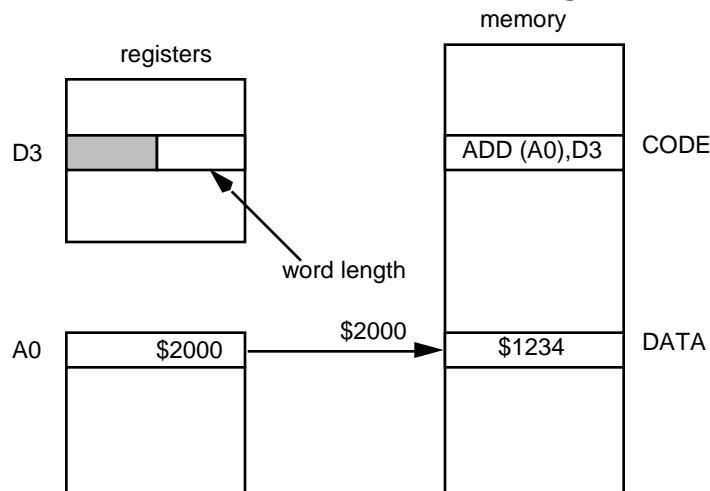 memory
registers
D3
ADD (A0),D3
CODE
word length
A0
$2000
$2000
$1234
DATA